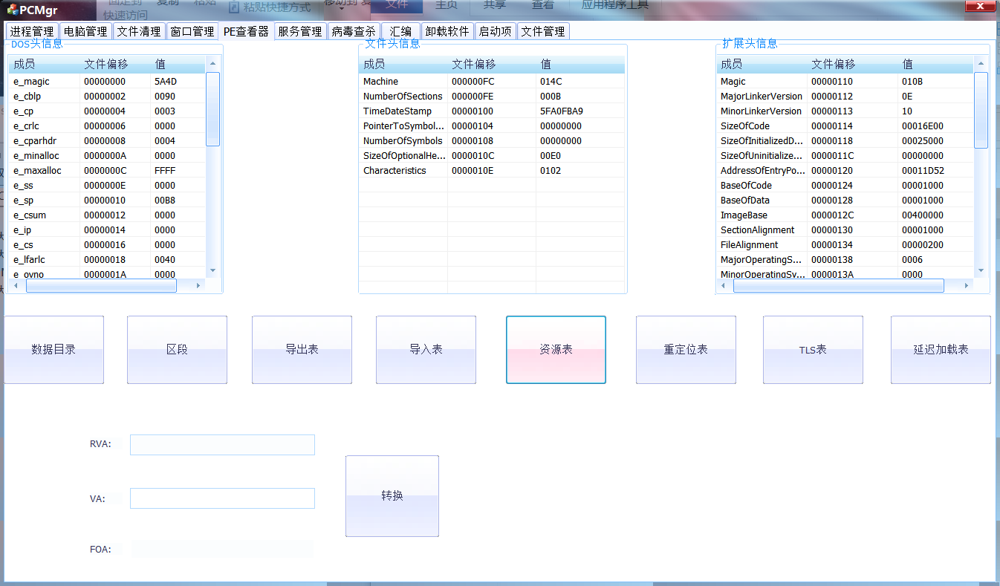 PCMgr
快速访问
粘贴快捷方式
文件
主页
共享
查看
应用程序工具
进程管理 电脑管理 文件清理 窗口管理 PE查看器 服务管理 病毒查杀 汇编 卸载软件 启动项 文件管理
DOS头信息
成员 文件偏移 值
e_magic 00000000 5A4D
e_cblp 00000002 0090
e_cp 00000004 0003
e_crlc 00000006 0000
e_cparhdr 00000008 0004
e_minalloc 0000000A 0000
e_maxalloc 0000000C FFFF
e_ss 0000000E 0000
e_sp 00000010 00B8
e_csum 00000012 0000
e_ip 00000014 0000
e_cs 00000016 0000
e_lfarlc 00000018 0040
e_ovno 0000001A 0000
文件头信息
成员 文件偏移 值
Machine 000000FC 014C
NumberOfSections 000000FE 000B
TimeDateStamp 00000100 5FA0FBA9
PointerToSymbol... 00000104 00000000
NumberOfSymbols 00000108 00000000
SizeOfOptionalHe... 0000010C 00E0
Characteristics 0000010E 0102
扩展头信息
成员 文件偏移 值
Magic 00000110 010B
MajorLinkerVersion 00000112 0E
MinorLinkerVersion 00000113 10
SizeOfCode 00000114 00016E00
SizeOfInitializedD... 00000118 00025000
SizeOfUninitialize... 0000011C 00000000
AddressOfEntryPo... 00000120 00011D52
BaseOfCode 00000124 00001000
BaseOfData 00000128 00001000
ImageBase 0000012C 00400000
SectionAlignment 00000130 00001000
FileAlignment 00000134 00000200
MajorOperatingS... 00000138 0006
MinorOperatingSy... 0000013A 0000
数据目录 区段 导出表 导入表 资源表 重定位表 TLS表 延迟加载表
RVA:
VA:
转换
FOA: